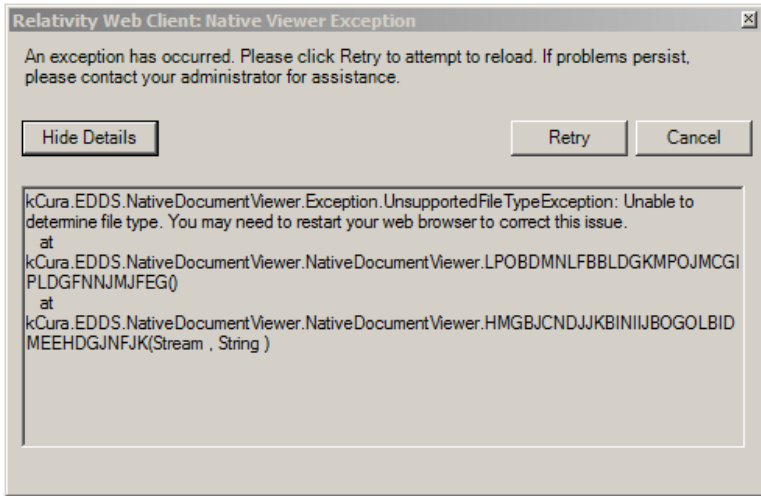 Relativity Web Client: Native Viewer Exception
An exception has occurred. Please click Retry to attempt to reload. If problems persist,
please contact your administrator for assistance.
Hide Details Retry Cancel
kCura.EDDS.NativeDocumentViewer.Exception.UnsupportedFileTypeException: Unable to
determine file type. You may need to restart your web browser to correct this issue.
at
kCura.EDDS.NativeDocumentViewer.NativeDocumentViewer.LPOBDMNLFBBLDGKMPOJMCGI
PLDGFNNJMJFEG()
at
kCura.EDDS.NativeDocumentViewer.NativeDocumentViewer.HMGBJCNDJJKBINIIJBOGOLBID
MEEHDGJNFJK(Stream , String )